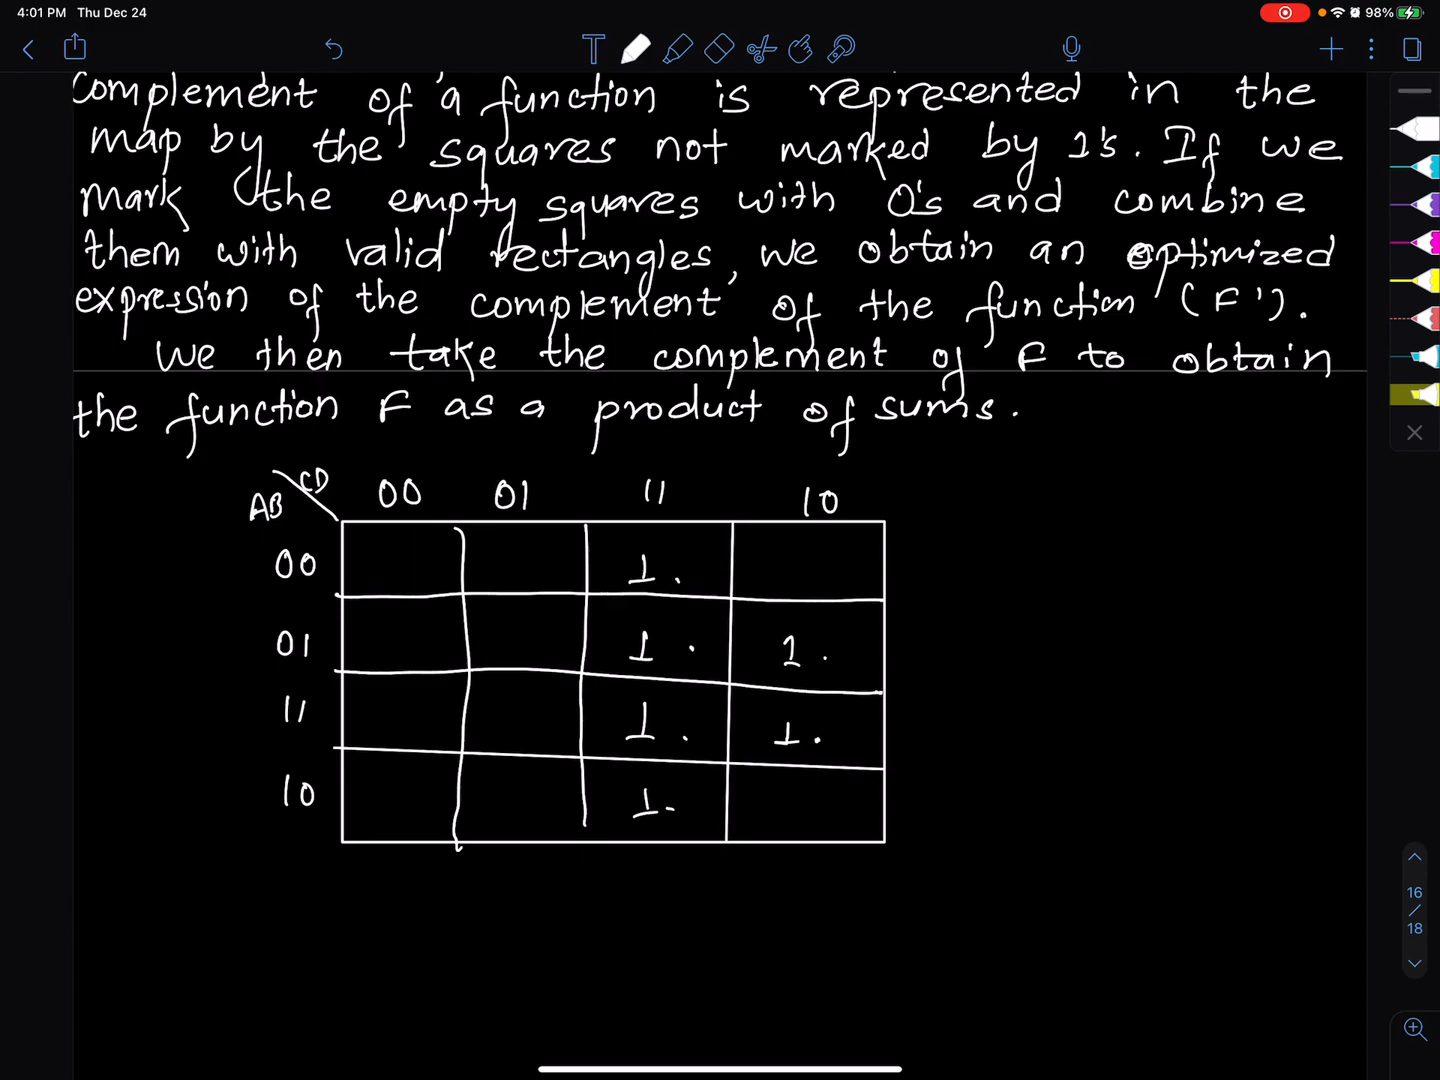 4:01 PM Thu Dec 24 98%
Complement of a function is represented in the
map by the squares not marked by 1's. If we
mark the empty squares with 0's and combine
them with valid rectangles, we obtain an optimized
expression of the complement of the function (F').
We then take the complement of F to obtain
the function F as a product of sums.
CD
AB 00 01 11 10
00 1.
01 1. 1.
11 1. 1.
10 1.
16
/
18